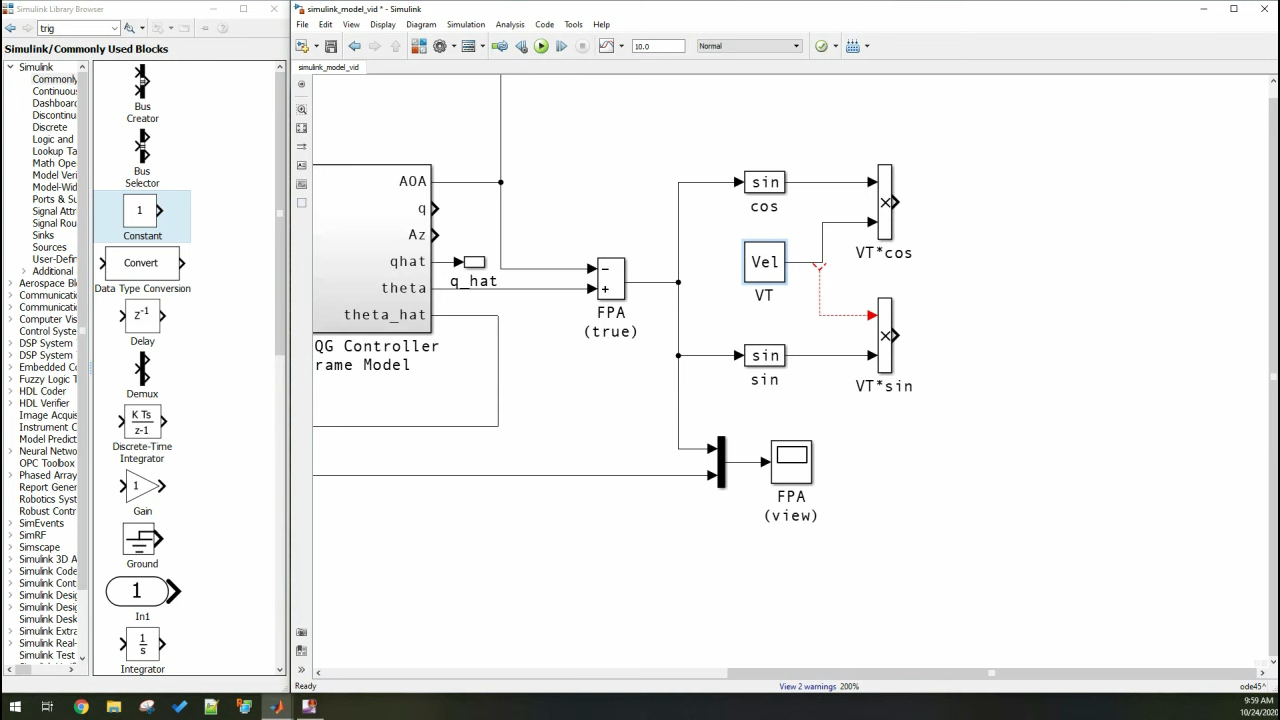 Simulink Library Browser
trig
Simulink/Commonly Used Blocks
Simulink
Commonly
Continuous
Dashboard
Discontinu
Discrete
Logic and
Lookup Ta
Math Ope
Model Veri
Model-Wid
Ports & Su
Signal Attr
Signal Rou
Sinks
Sources
User-Defin
Additional
Aerospace Blo
Communicatio
Communicatio
Computer Visi
Control System
DSP System
DSP System
Embedded Co
Fuzzy Logic T
HDL Coder
HDL Verifier
Image Acquis
Instrument C
Model Predict
Neural Networ
OPC Toolbox
Phased Array
Report Gener
Robotics Syst
Robust Contr
SimEvents
SimRF
Simscape
Simulink 3D A
Simulink Code
Simulink Cont
Simulink Desig
Simulink Desig
Simulink Desk
Simulink Extra
Simulink Real-
Simulink Test
Bus
Creator
Bus
Selector
1
Constant
Convert
Data Type Conversion
Z-1
Delay
Demux
K Ts
z-1
Discrete-Time
Integrator
1
Gain
Ground
1
In1
1
s
Integrator
simulink_model_vid * - Simulink
File Edit View Display Diagram Simulation Analysis Code Tools Help
10.0
Normal
simulink_model_vid
AOA
q
Az
qhat
theta
theta_hat
QG Controller
rame Model
q_hat
−
+
FPA
(true)
sin
cos
Vel
VT
sin
sin
×
VT*cos
×
VT*sin
FPA
(view)
Ready
View 2 warnings
200%
ode45
9:59 AM
10/24/2020